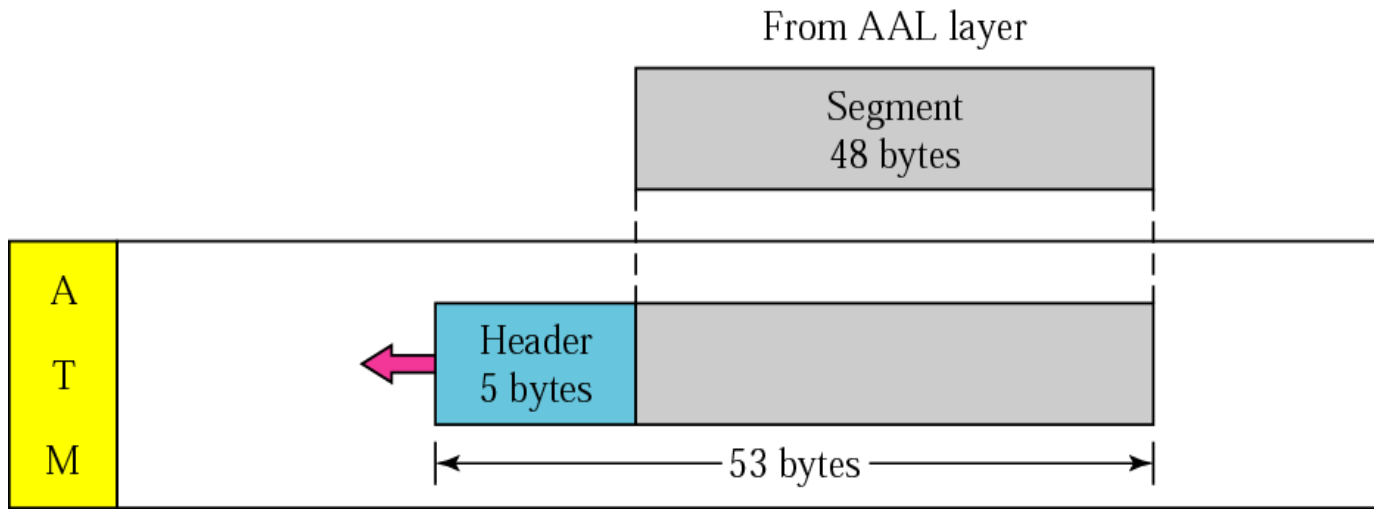 From AAL layer
Segment
48 bytes
A
T
M
Header
5 bytes
53 bytes